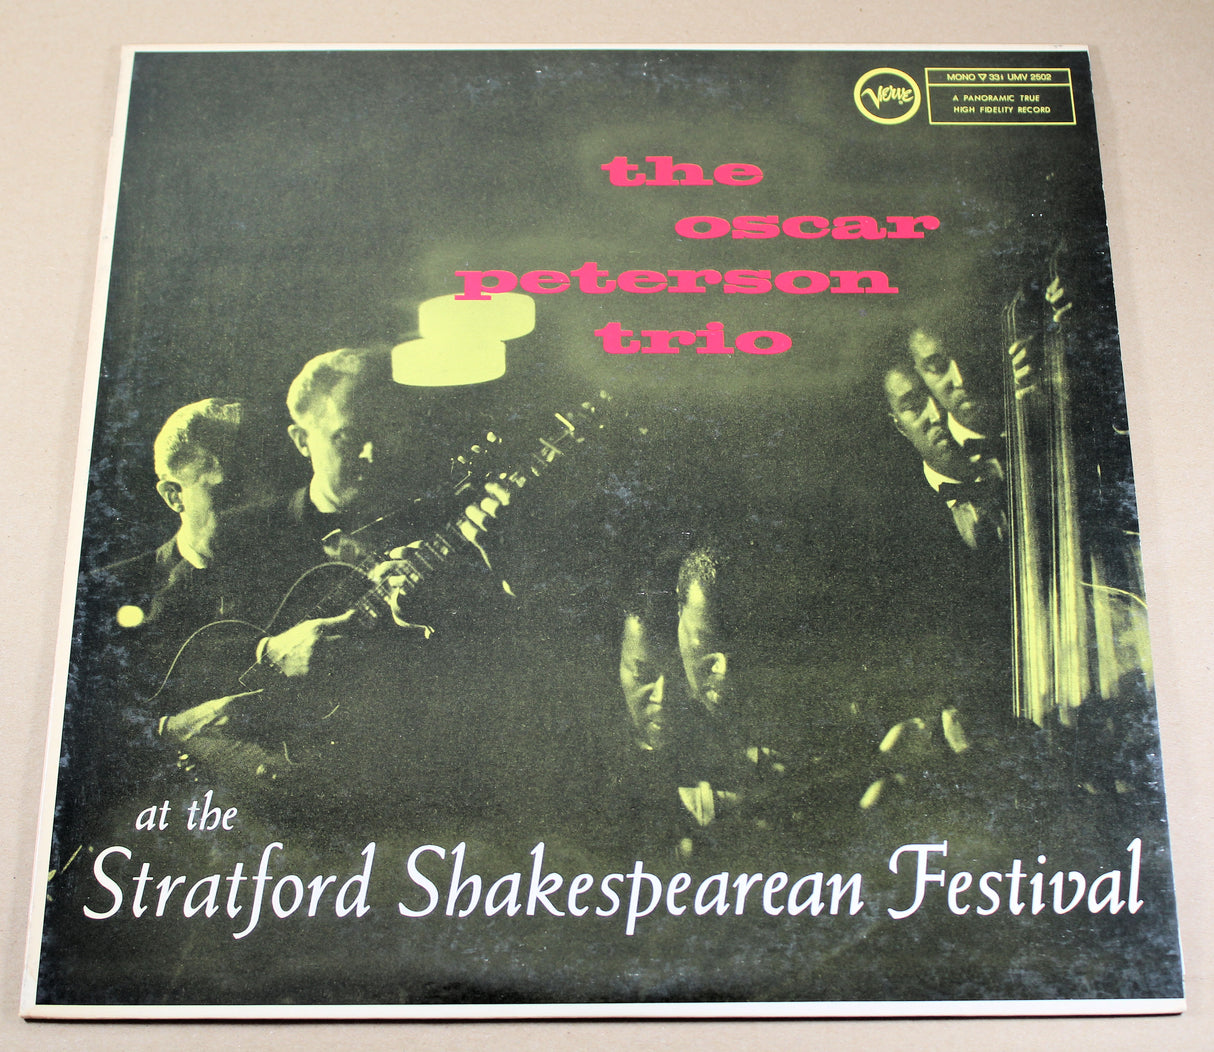 Verve
MONO ▽ 33⅓ UMV 2502
A PANORAMIC TRUE
HIGH FIDELITY RECORD
the
oscar
peterson
trio
at the
Stratford Shakespearean Festival